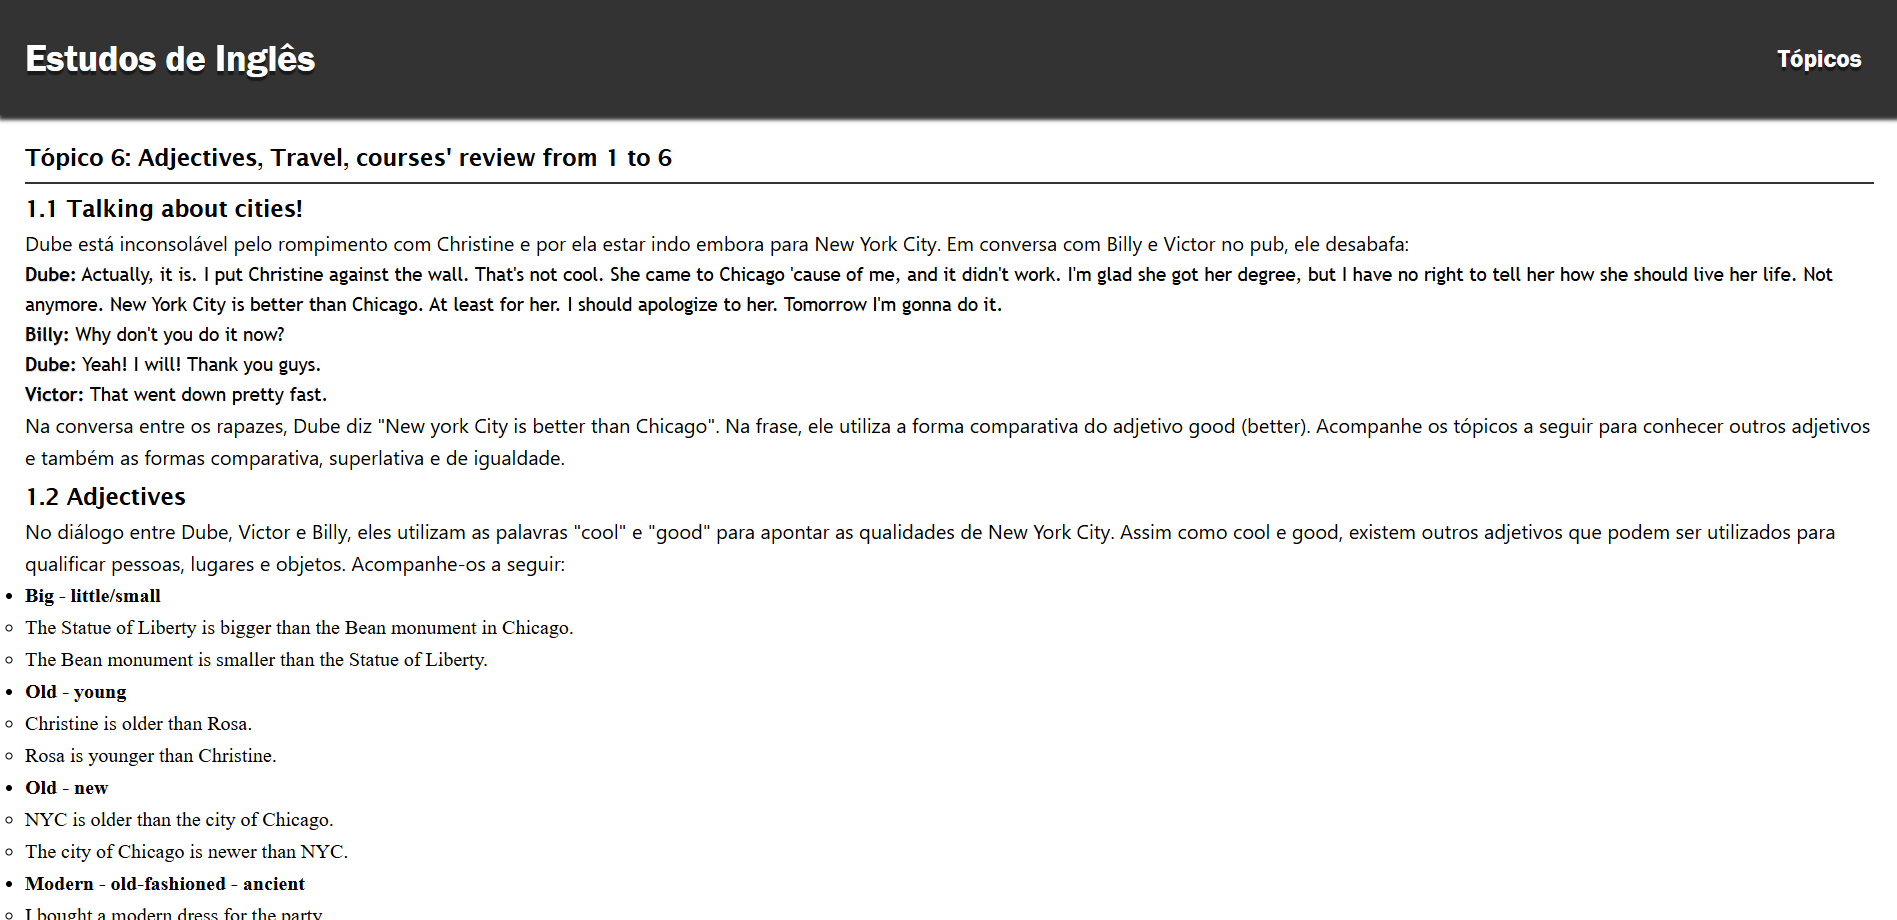 Estudos de Inglês
Tópicos
Tópico 6: Adjectives, Travel, courses' review from 1 to 6
1.1 Talking about cities!
Dube está inconsolável pelo rompimento com Christine e por ela estar indo embora para New York City. Em conversa com Billy e Victor no pub, ele desabafa:
Dube: Actually, it is. I put Christine against the wall. That's not cool. She came to Chicago 'cause of me, and it didn't work. I'm glad she got her degree, but I have no right to tell her how she should live her life. Not
anymore. New York City is better than Chicago. At least for her. I should apologize to her. Tomorrow I'm gonna do it.
Billy: Why don't you do it now?
Dube: Yeah! I will! Thank you guys.
Victor: That went down pretty fast.
Na conversa entre os rapazes, Dube diz "New york City is better than Chicago". Na frase, ele utiliza a forma comparativa do adjetivo good (better). Acompanhe os tópicos a seguir para conhecer outros adjetivos
e também as formas comparativa, superlativa e de igualdade.
1.2 Adjectives
No diálogo entre Dube, Victor e Billy, eles utilizam as palavras "cool" e "good" para apontar as qualidades de New York City. Assim como cool e good, existem outros adjetivos que podem ser utilizados para
qualificar pessoas, lugares e objetos. Acompanhe-os a seguir:
Big - little/small
The Statue of Liberty is bigger than the Bean monument in Chicago.
The Bean monument is smaller than the Statue of Liberty.
Old - young
Christine is older than Rosa.
Rosa is younger than Christine.
Old - new
NYC is older than the city of Chicago.
The city of Chicago is newer than NYC.
Modern - old-fashioned - ancient
I bought a modern dress for the party.